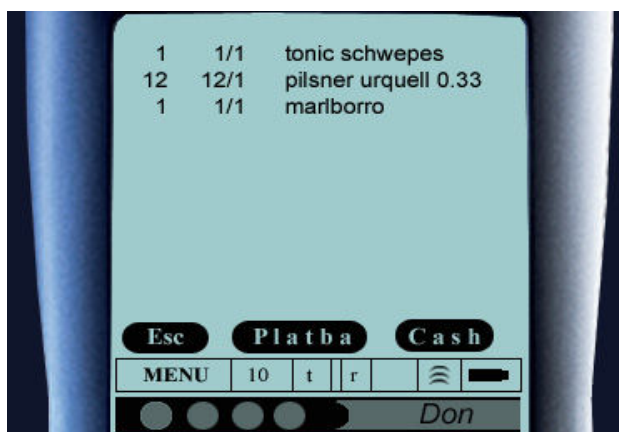 1 1/1 tonic schwepes
12 12/1 pilsner urquell 0.33
1 1/1 marlborro
Esc Platba Cash
MENU 10 t r
Don